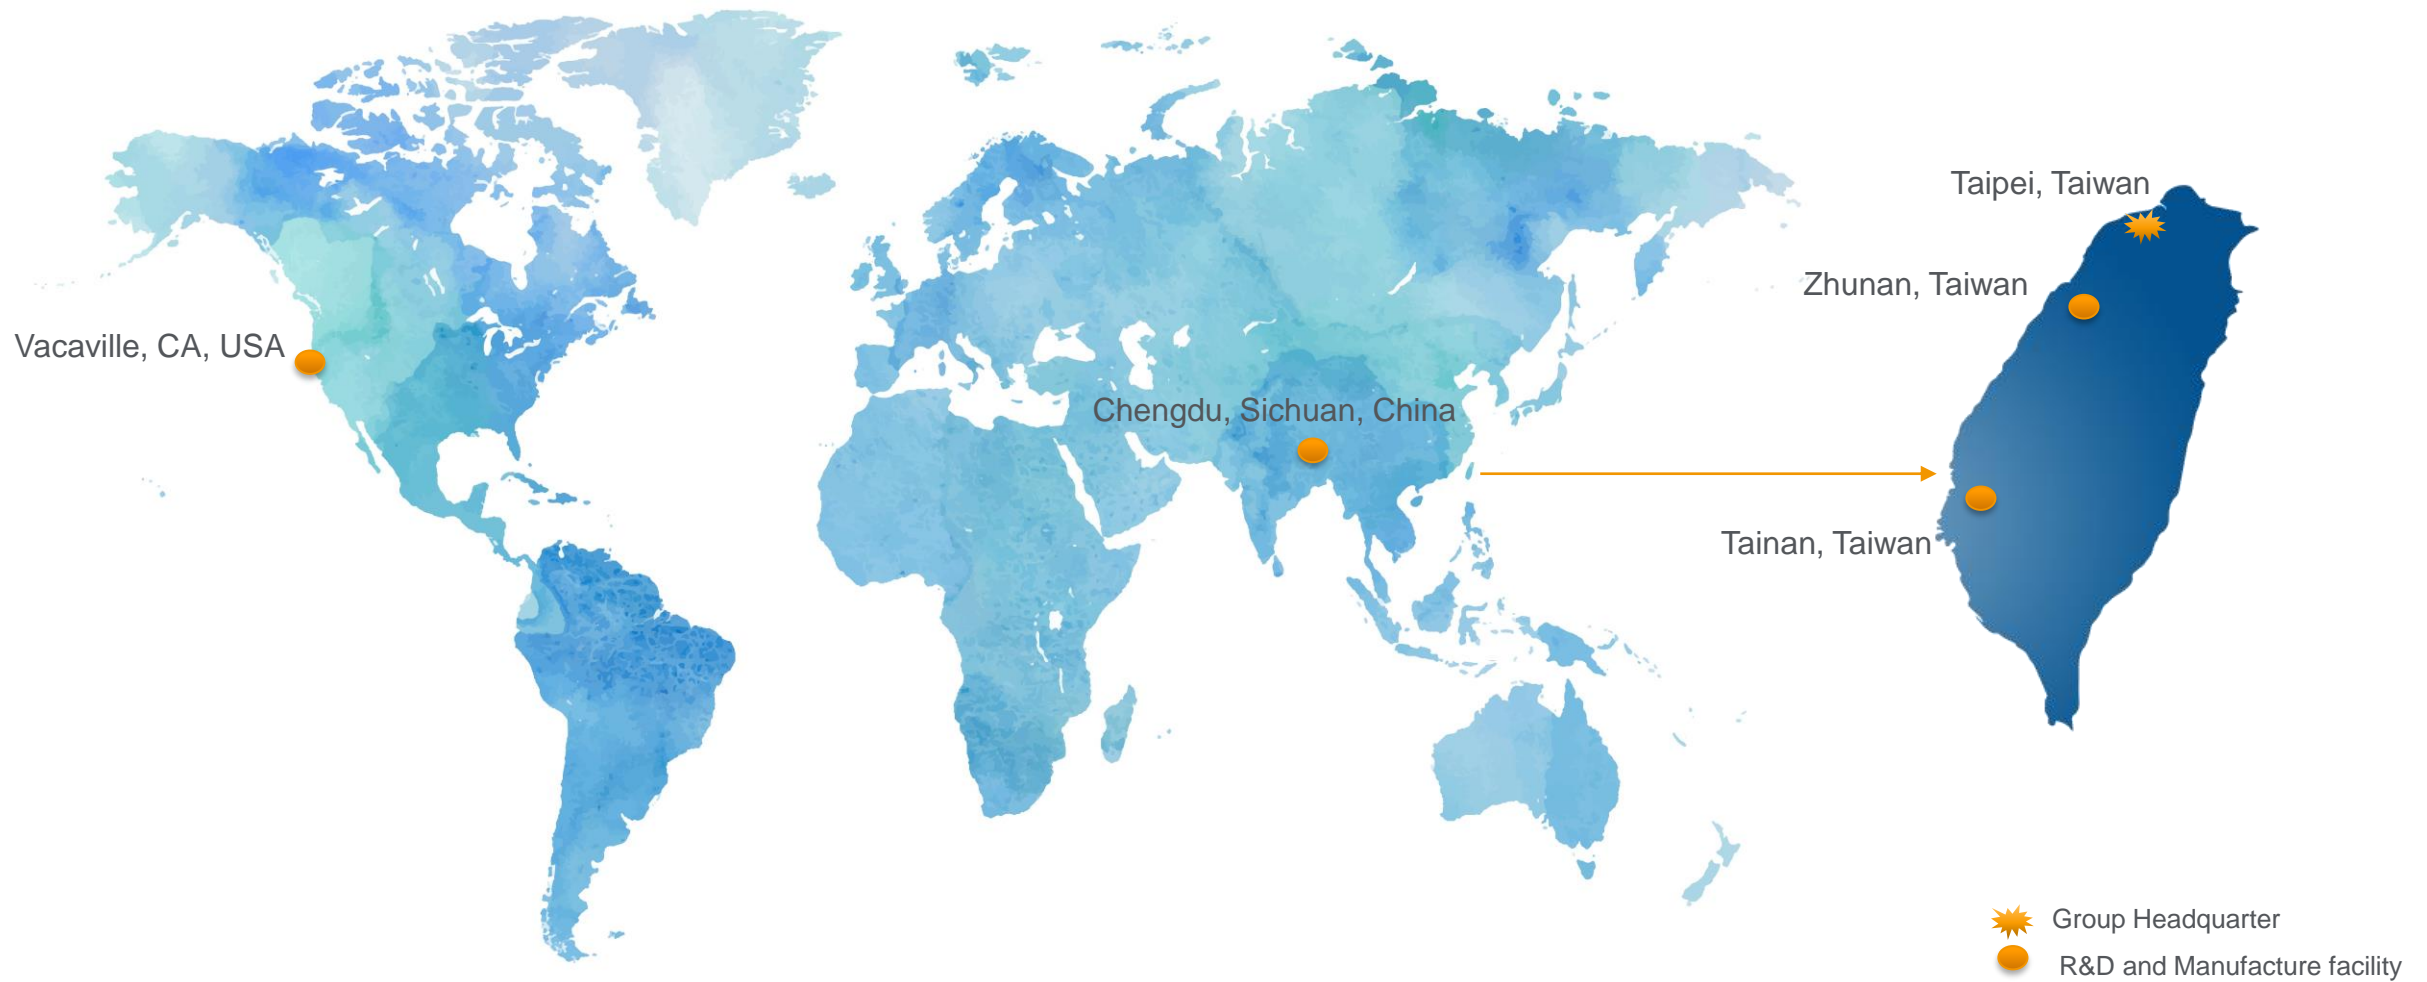 Taipei, Taiwan
Zhunan, Taiwan
Vacaville, CA, USA
Chengdu, Sichuan, China
Tainan, Taiwan
Group Headquarter
R&D and Manufacture facility